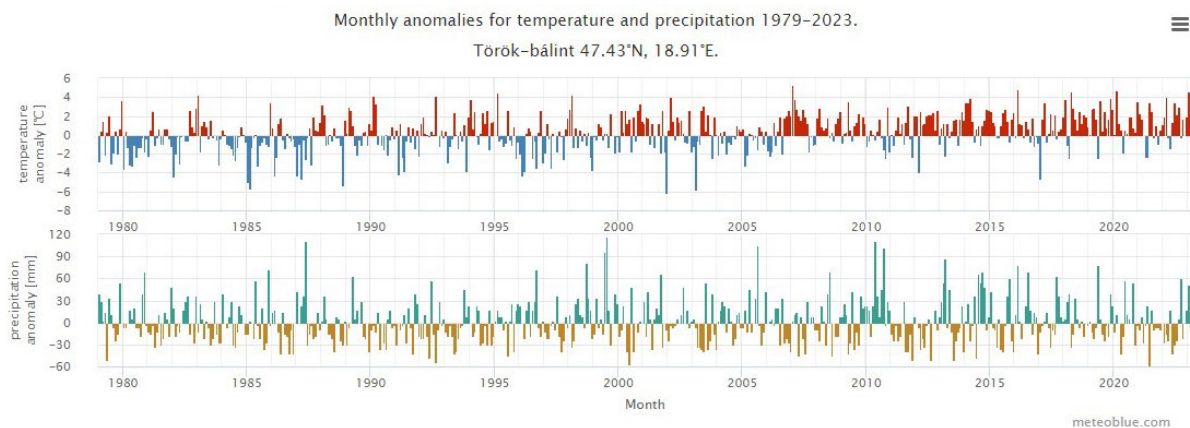 Monthly anomalies for temperature and precipitation 1979-2023.
Török-bálint 47.43°N, 18.91°E.
temperature
anomaly [°C]
6
4
2
0
-2
-4
-6
-8
1980 1985 1990 1995 2000 2005 2010 2015 2020
precipitation
anomaly [mm]
120
90
60
30
0
-30
-60
1980 1985 1990 1995 2000 2005 2010 2015 2020
Month
meteoblue.com